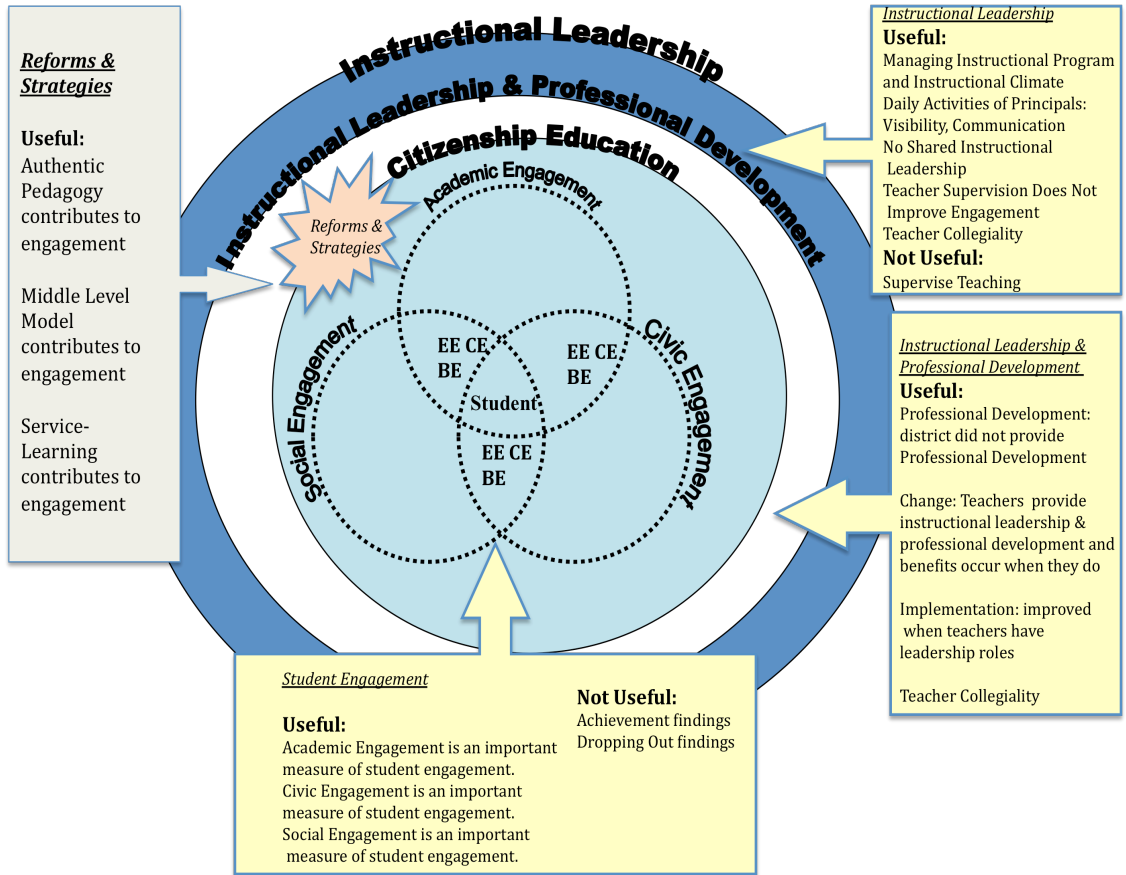 Reforms &
Strategies
Useful:
Authentic
Pedagogy
contributes to
engagement
Middle Level
Model
contributes to
engagement
Service-
Learning
contributes to
engagement
Instructional Leadership
Instructional Leadership & Professional Development
Citizenship Education
Academic Engagement
Reforms &
Strategies
Social Engagement
Civic Engagement
EE CE
BE
EE CE
BE
Student
EE CE
BE
Instructional Leadership
Useful:
Managing Instructional Program
and Instructional Climate
Daily Activities of Principals:
Visibility, Communication
No Shared Instructional
Leadership
Teacher Supervision Does Not
Improve Engagement
Teacher Collegiality
Not Useful:
Supervise Teaching
Instructional Leadership &
Professional Development
Useful:
Professional Development:
district did not provide
Professional Development
Change: Teachers provide
instructional leadership &
professional development and
benefits occur when they do
Implementation: improved
when teachers have
leadership roles
Teacher Collegiality
Student Engagement
Useful:
Academic Engagement is an important
measure of student engagement.
Civic Engagement is an important
measure of student engagement.
Social Engagement is an important
measure of student engagement.
Not Useful:
Achievement findings
Dropping Out findings